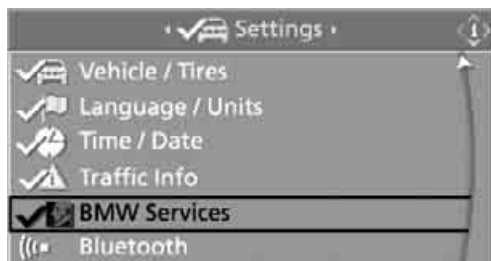 Settings
Vehicle / Tires
Language / Units
Time / Date
Traffic Info
BMW Services
Bluetooth